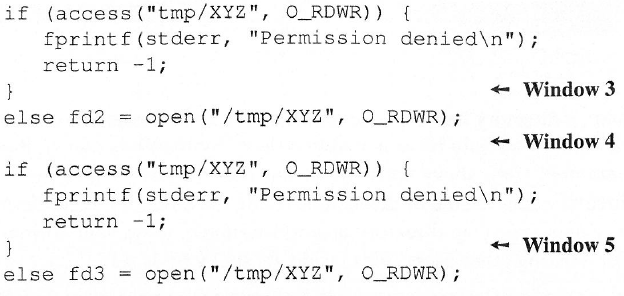 if (access("tmp/XYZ", O_RDWR)) {
   fprintf(stderr, "Permission denied\n");
   return -1;
}
← Window 3
else fd2 = open("/tmp/XYZ", O_RDWR);
← Window 4
if (access("tmp/XYZ", O_RDWR)) {
   fprintf(stderr, "Permission denied\n");
   return -1;
}
← Window 5
else fd3 = open("/tmp/XYZ", O_RDWR);